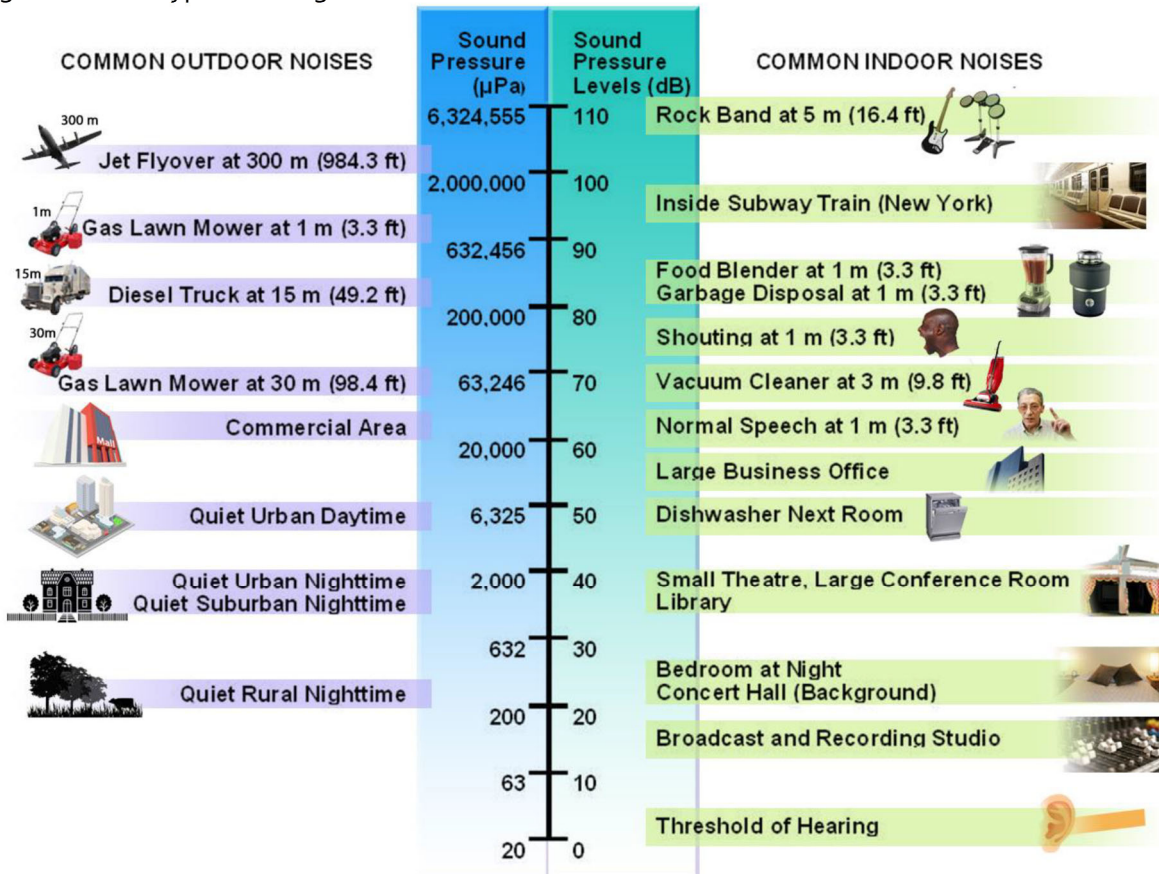 COMMON OUTDOOR NOISES
300 m
Jet Flyover at 300 m (984.3 ft)
1m
Gas Lawn Mower at 1 m (3.3 ft)
15m
Diesel Truck at 15 m (49.2 ft)
30m
Gas Lawn Mower at 30 m (98.4 ft)
Mall
Commercial Area
Quiet Urban Daytime
Quiet Urban Nighttime
Quiet Suburban Nighttime
Quiet Rural Nighttime
Sound
Pressure
(µPa)
6,324,555
2,000,000
632,456
200,000
63,246
20,000
6,325
2,000
632
200
63
20
Sound
Pressure
Levels (dB)
110
100
90
80
70
60
50
40
30
20
10
0
COMMON INDOOR NOISES
Rock Band at 5 m (16.4 ft)
Inside Subway Train (New York)
Food Blender at 1 m (3.3 ft)
Garbage Disposal at 1 m (3.3 ft)
Shouting at 1 m (3.3 ft)
Vacuum Cleaner at 3 m (9.8 ft)
Normal Speech at 1 m (3.3 ft)
Large Business Office
Dishwasher Next Room
Small Theatre, Large Conference Room
Library
Bedroom at Night
Concert Hall (Background)
Broadcast and Recording Studio
Threshold of Hearing